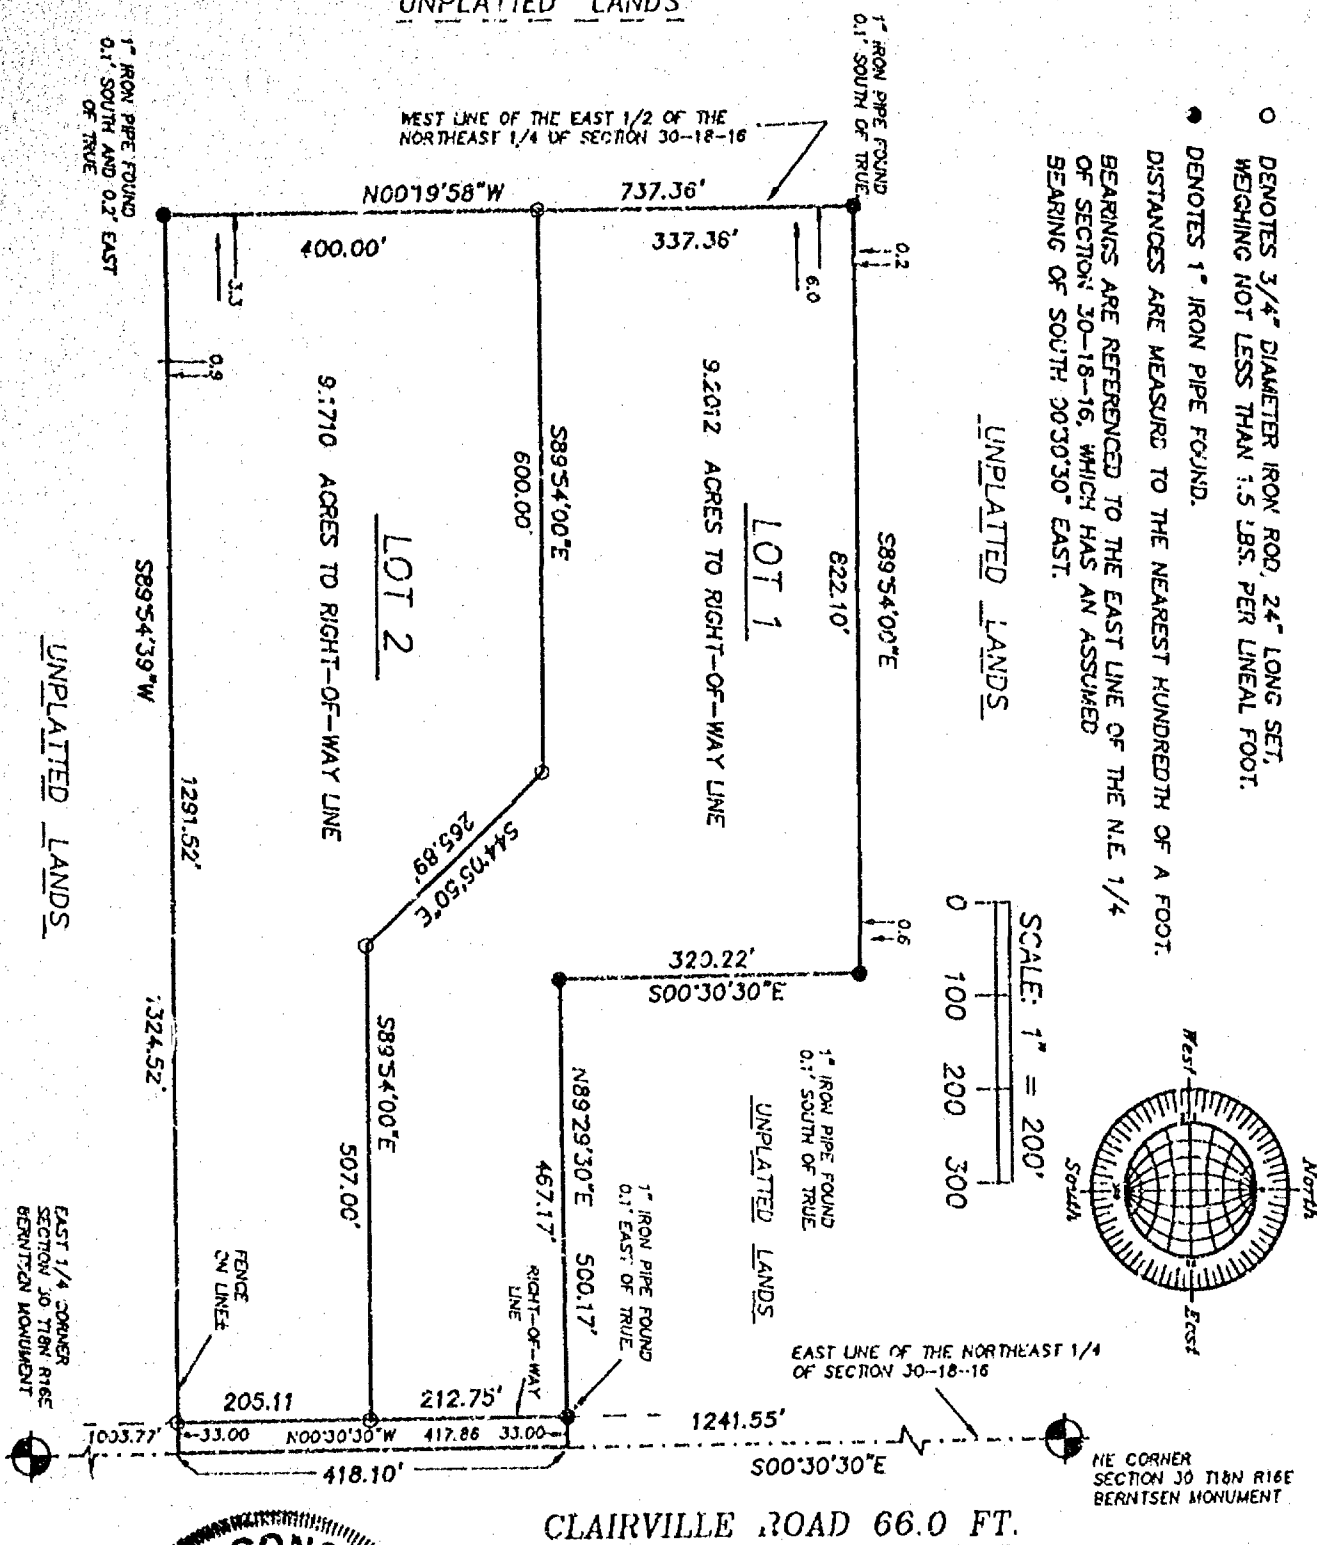 UNPLATTED LANDS
1" IRON PIPE FOUND
0.1' SOUTH OF TRUE
1" IRON PIPE FOUND
0.1' SOUTH AND 0.2' EAST
OF TRUE
WEST LINE OF THE EAST 1/2 OF THE
NORTHEAST 1/4 OF SECTION 30-18-16
N00°19'58"W
737.36'
400.00'
337.36'
3.3
6.0
0.2
0.9
○ DENOTES 3/4" DIAMETER IRON ROD, 24" LONG SET,
WEIGHING NOT LESS THAN 1.5 LBS. PER LINEAL FOOT.
● DENOTES 1" IRON PIPE FOUND.
DISTANCES ARE MEASURD TO THE NEAREST HUNDREDTH OF A FOOT.
BEARINGS ARE REFERENCED TO THE EAST LINE OF THE N.E. 1/4
OF SECTION 30-18-16, WHICH HAS AN ASSUMED
BEARING OF SOUTH 00°30'30" EAST.
UNPLATTED LANDS
S89°54'00"E
822.10'
LOT 1
9.2012 ACRES TO RIGHT-OF-WAY LINE
S89°54'00"E
600.00'
LOT 2
9.1710 ACRES TO RIGHT-OF-WAY LINE
S89°54'39"W
1291.52'
1324.52'
UNPLATTED LANDS
S44°05'50"E
265.89'
0.6
320.22'
S00°30'30"E
SCALE: 1" = 200'
0 100 200 300
North
West
East
South
S89°54'00"E
507.00'
N89°29'30"E 500.17'
467.17'
1" IRON PIPE FOUND
0.1' SOUTH OF TRUE
UNPLATTED LANDS
1" IRON PIPE FOUND
0.1' EAST OF TRUE
RIGHT-OF-WAY
LINE
FENCE
ON LINE±
EAST 1/4 CORNER
SECTION 30 T18N R16E
BERNTSEN MONUMENT
EAST LINE OF THE NORTHEAST 1/4
OF SECTION 30-18-16
205.11
212.75'
1241.55'
1003.77'
33.00
N00°30'30"W
417.86
33.00
418.10'
S00°30'30"E
NE CORNER
SECTION 30 T18N R16E
BERNTSEN MONUMENT
CLAIRVILLE ROAD 66.0 FT.